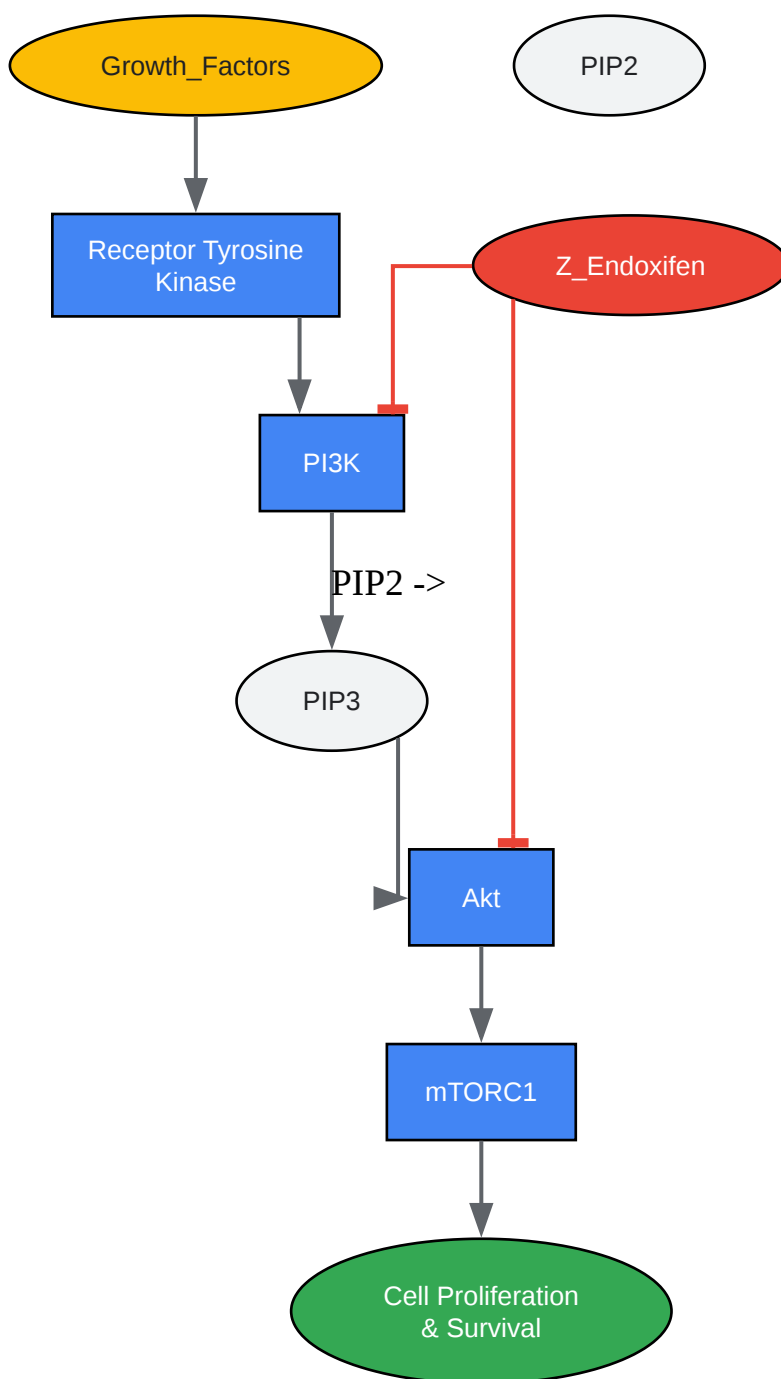 Growth_Factors
PIP2
Receptor Tyrosine
Kinase
Z_Endoxifen
PI3K
PIP2 ->
PIP3
Akt
mTORC1
Cell Proliferation
& Survival